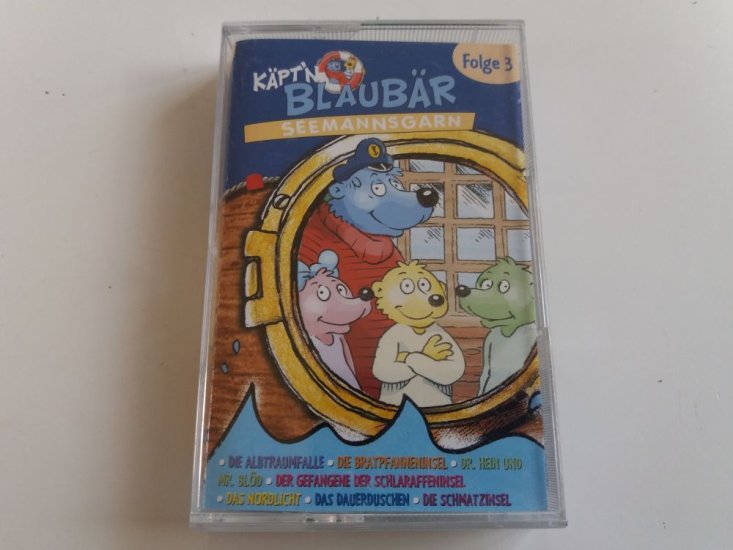 Folge 3
KÄPT'N
BLAUBÄR
SEEMANNSGARN
• DIE ALBTRAUMFALLE • DIE BRATPFANNENINSEL • DR. HEIN UND
MR. BLÖD • DER GEFANGENE DER SCHLARAFFENINSEL
• DAS NORDLICHT • DAS DAUERDUSCHEN • DIE SCHMATZINSEL